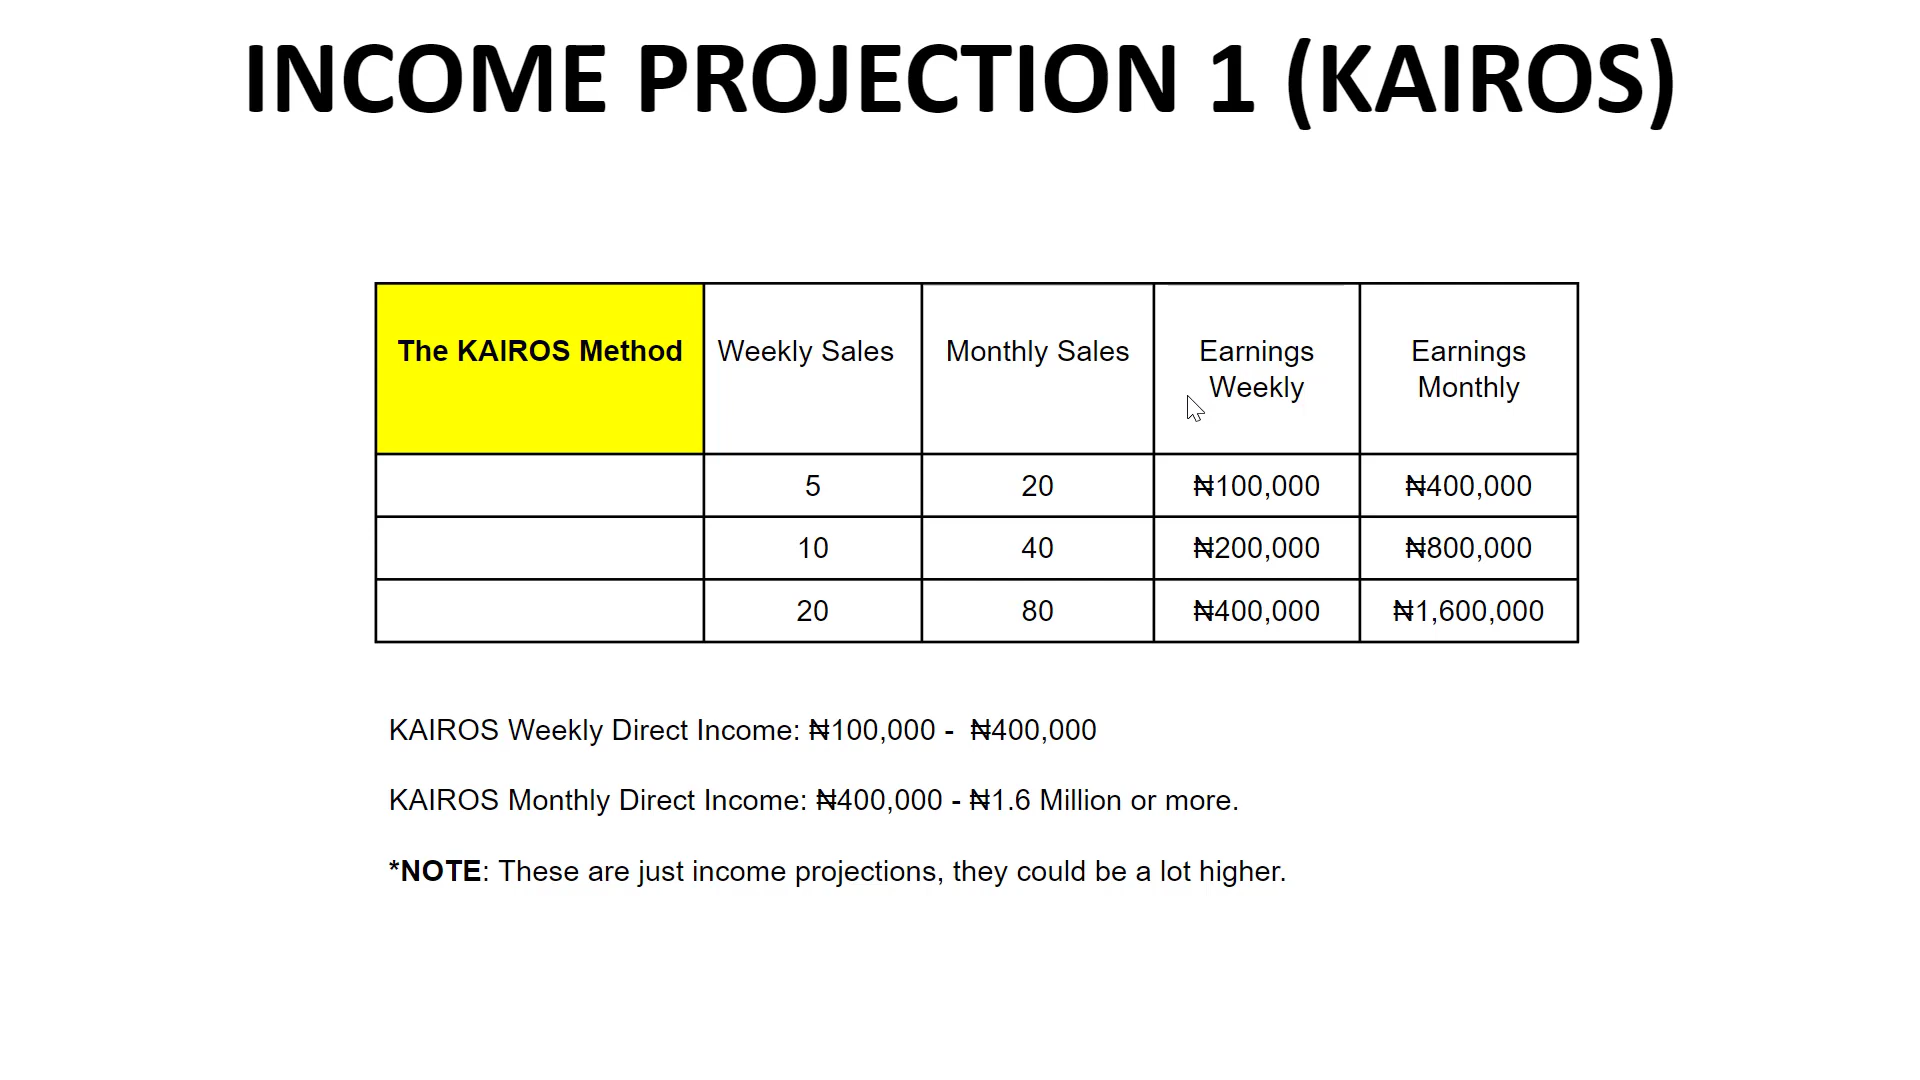 INCOME PROJECTION 1 (KAIROS)
The KAIROS Method Weekly Sales Monthly Sales Earnings Weekly Earnings Monthly
5 20 ₦100,000 ₦400,000
10 40 ₦200,000 ₦800,000
20 80 ₦400,000 ₦1,600,000
KAIROS Weekly Direct Income: ₦100,000 - ₦400,000
KAIROS Monthly Direct Income: ₦400,000 - ₦1.6 Million or more.
*NOTE: These are just income projections, they could be a lot higher.